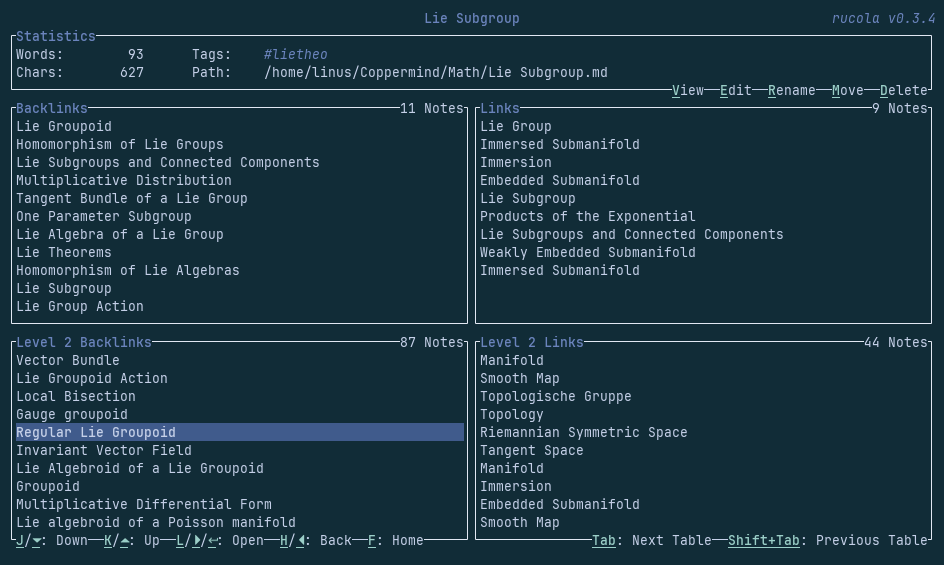 Lie Subgroup rucola v0.3.4
Statistics
Words: 93 Tags: #lietheo
Chars: 627 Path: /home/linus/Coppermind/Math/Lie Subgroup.md
View Edit Rename Move Delete
Backlinks 11 Notes
Lie Groupoid
Homomorphism of Lie Groups
Lie Subgroups and Connected Components
Multiplicative Distribution
Tangent Bundle of a Lie Group
One Parameter Subgroup
Lie Algebra of a Lie Group
Lie Theorems
Homomorphism of Lie Algebras
Lie Subgroup
Lie Group Action
Links 9 Notes
Lie Group
Immersed Submanifold
Immersion
Embedded Submanifold
Lie Subgroup
Products of the Exponential
Lie Subgroups and Connected Components
Weakly Embedded Submanifold
Immersed Submanifold
Level 2 Backlinks 87 Notes
Vector Bundle
Lie Groupoid Action
Local Bisection
Gauge groupoid
Regular Lie Groupoid
Invariant Vector Field
Lie Algebroid of a Lie Groupoid
Groupoid
Multiplicative Differential Form
Lie algebroid of a Poisson manifold
J/⏷: Down K/⏶: Up L/⏵/↩: Open H/⏴: Back F: Home
Level 2 Links 44 Notes
Manifold
Smooth Map
Topologische Gruppe
Topology
Riemannian Symmetric Space
Tangent Space
Manifold
Immersion
Embedded Submanifold
Smooth Map
Tab: Next Table Shift+Tab: Previous Table